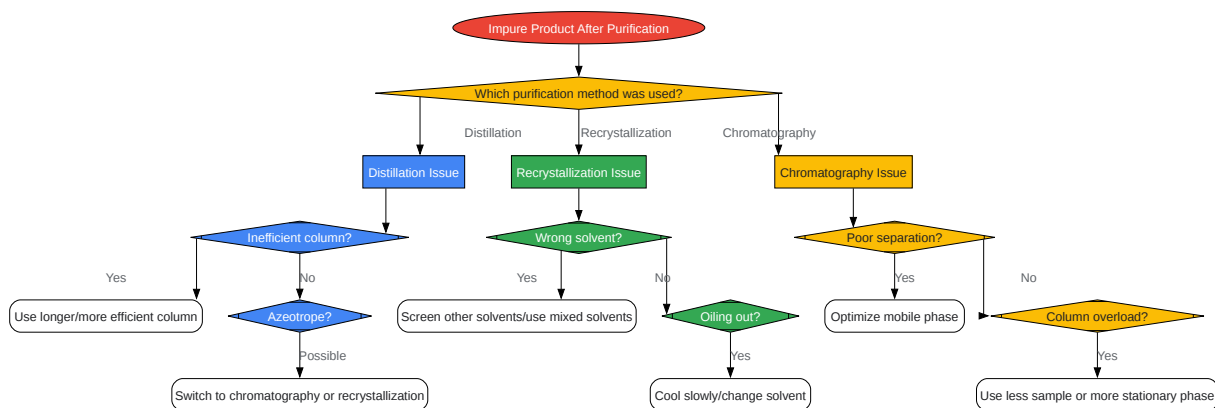 Impure Product After Purification
Which purification method was used?
Distillation
Recrystallization
Chromatography
Distillation Issue
Recrystallization Issue
Chromatography Issue
Inefficient column?
Wrong solvent?
Poor separation?
Yes
No
Yes
No
Yes
No
Use longer/more efficient column
Azeotrope?
Screen other solvents/use mixed solvents
Oiling out?
Optimize mobile phase
Column overload?
Possible
Yes
Yes
Switch to chromatography or recrystallization
Cool slowly/change solvent
Use less sample or more stationary phase